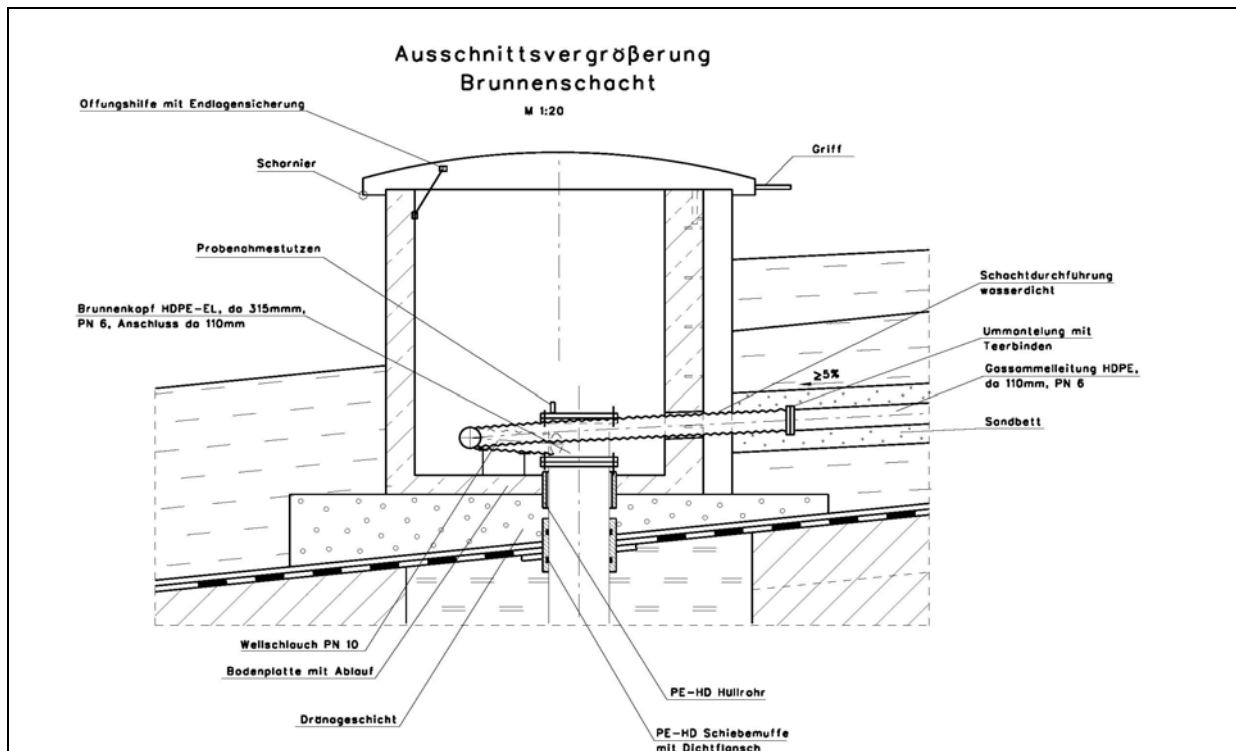 Ausschnittsvergrößerung
Brunnenschacht
M 1:20
Öffungshilfe mit Endlagensicherung
Scharnier
Griff
Probenahmestutzen
Brunnenkopf HDPE-EL, da 315mmm,
PN 6, Anschluss da 110mm
Schachtdurchführung
wasserdicht
Ummantelung mit
Teerbinden
Gassammelleitung HDPE,
da 110mm, PN 6
≥5%
Sandbett
Wellschlauch PN 10
Bodenplatte mit Ablauf
Dränageschicht
PE-HD Hüllrohr
PE-HD Schiebemuffe
mit Dichtflansch